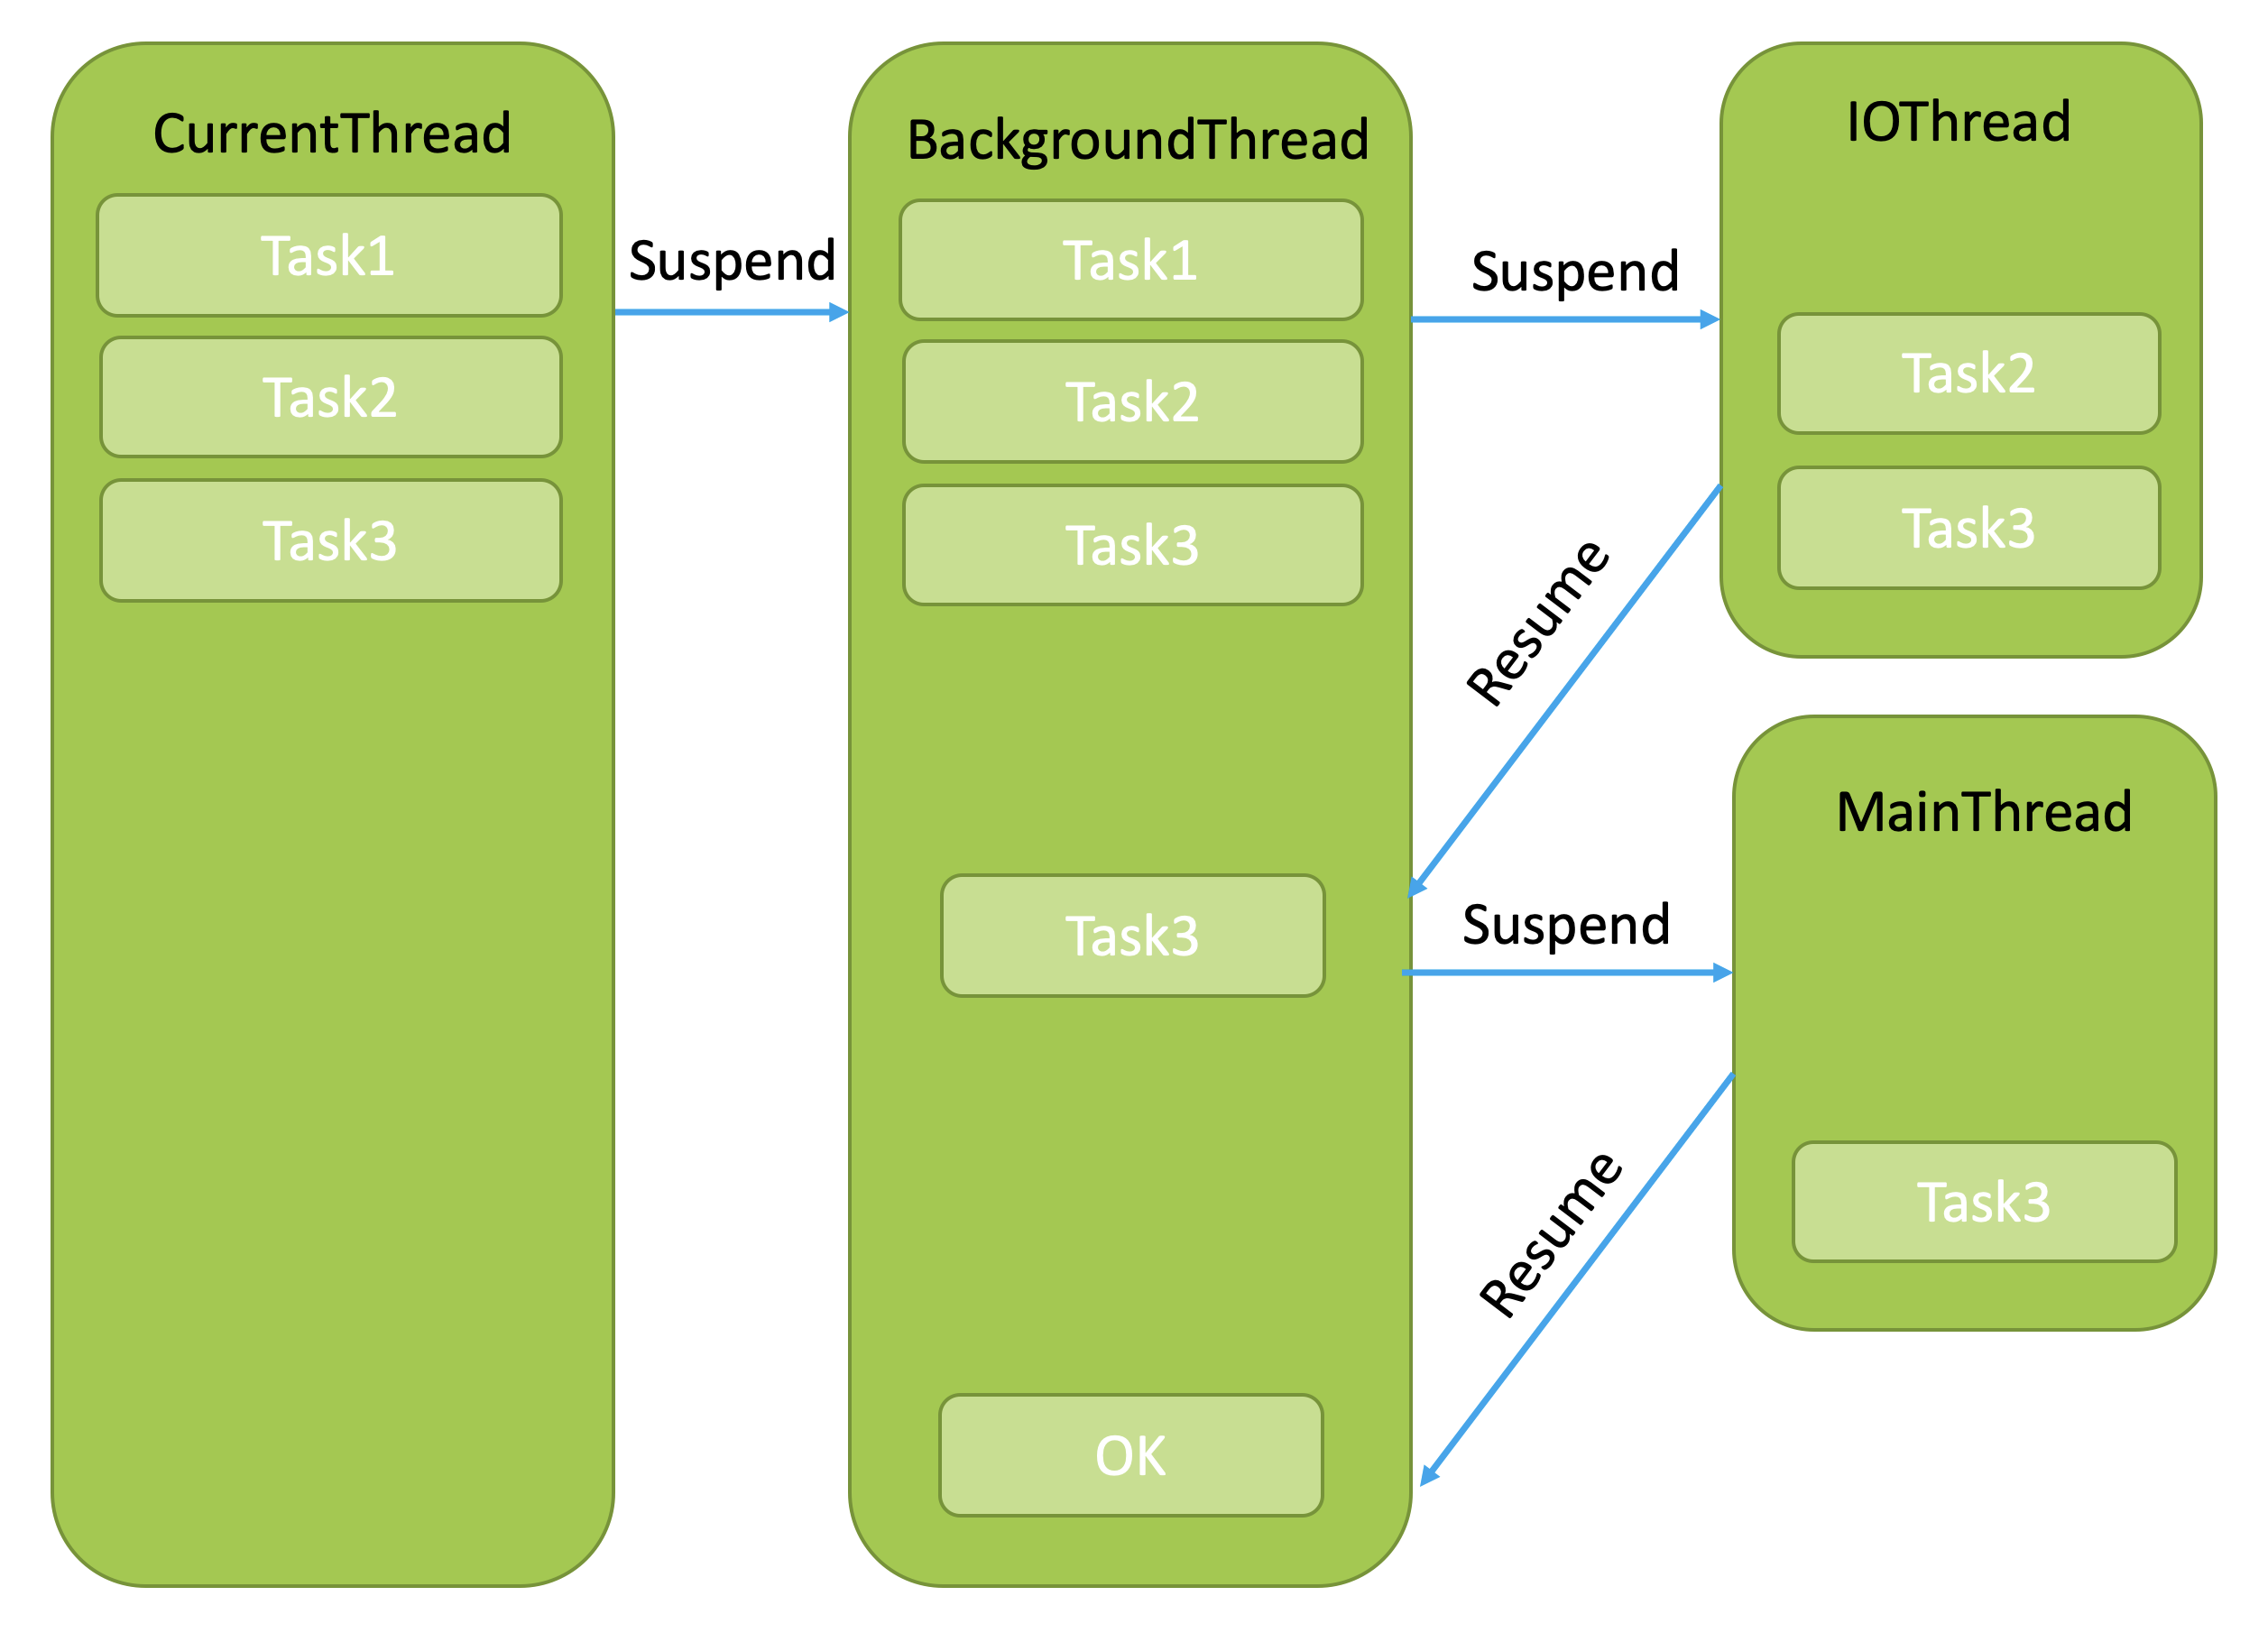 CurrentThread
Task1
Task2
Task3
Suspend
BackgroundThread
Task1
Task2
Task3
Task3
OK
Suspend
Resume
Suspend
Resume
IOThread
Task2
Task3
MainThread
Task3